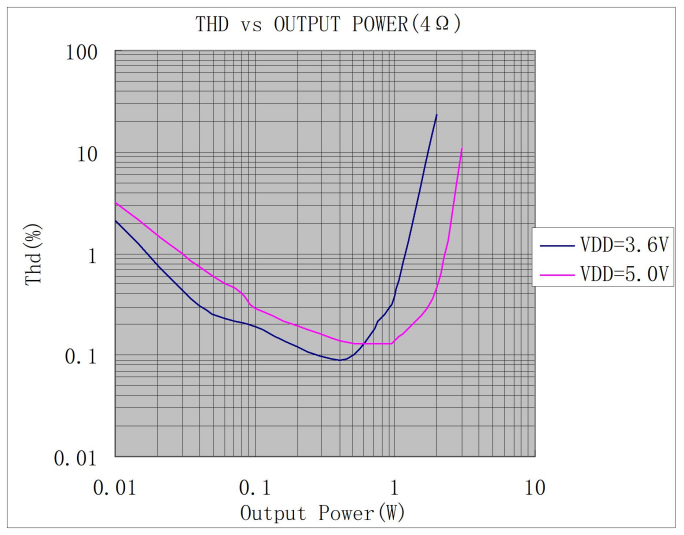 THD vs OUTPUT POWER(4Ω)
100
10
1
0.1
0.01
Thd(%)
0.01 0.1 1 10
Output Power(W)
VDD=3.6V
VDD=5.0V